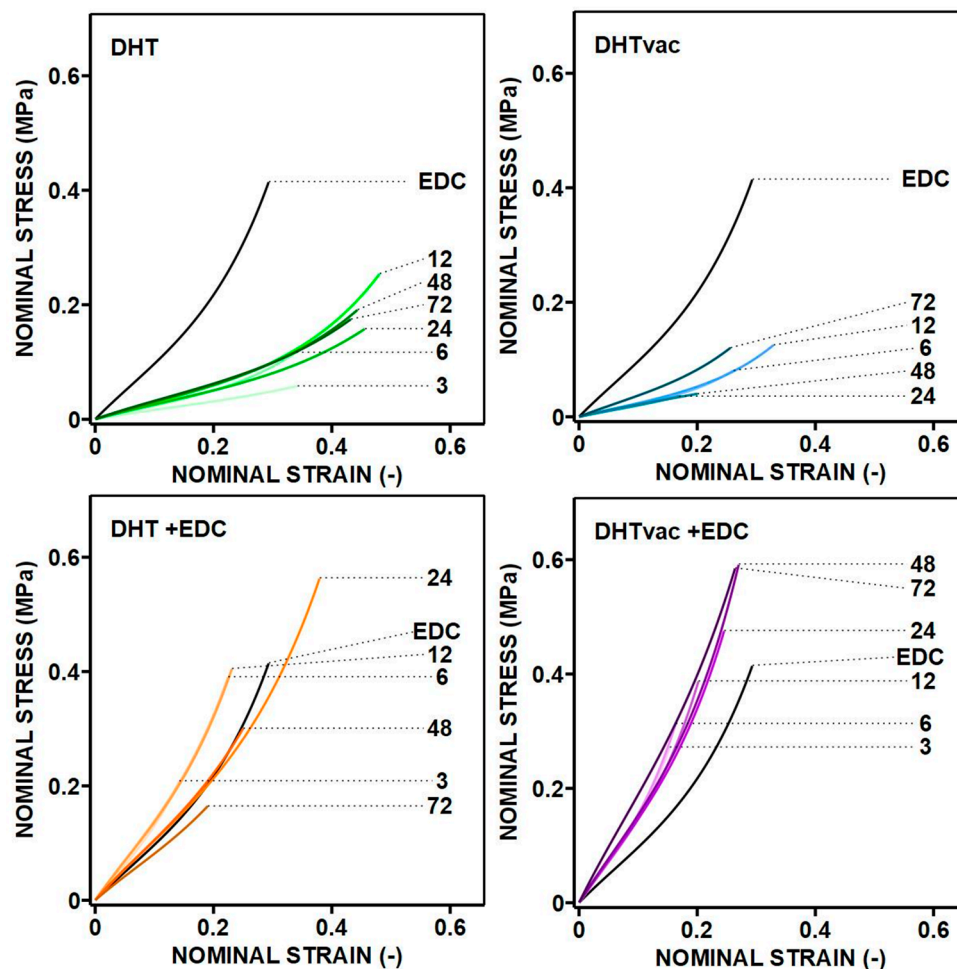 DHT
NOMINAL STRESS (MPa)
0.6
0.4
0.2
0
EDC
12
48
72
24
6
3
0 0.2 0.4 0.6
NOMINAL STRAIN (-)
DHTvac
NOMINAL STRESS (MPa)
0.6
0.4
0.2
0
EDC
72
12
6
48
24
0 0.2 0.4 0.6
NOMINAL STRAIN (-)
DHT +EDC
NOMINAL STRESS (MPa)
0.6
0.4
0.2
0
24
EDC
12
6
48
3
72
0 0.2 0.4 0.6
NOMINAL STRAIN (-)
DHTvac +EDC
NOMINAL STRESS (MPa)
0.6
0.4
0.2
0
48
72
24
EDC
12
6
3
0 0.2 0.4 0.6
NOMINAL STRAIN (-)